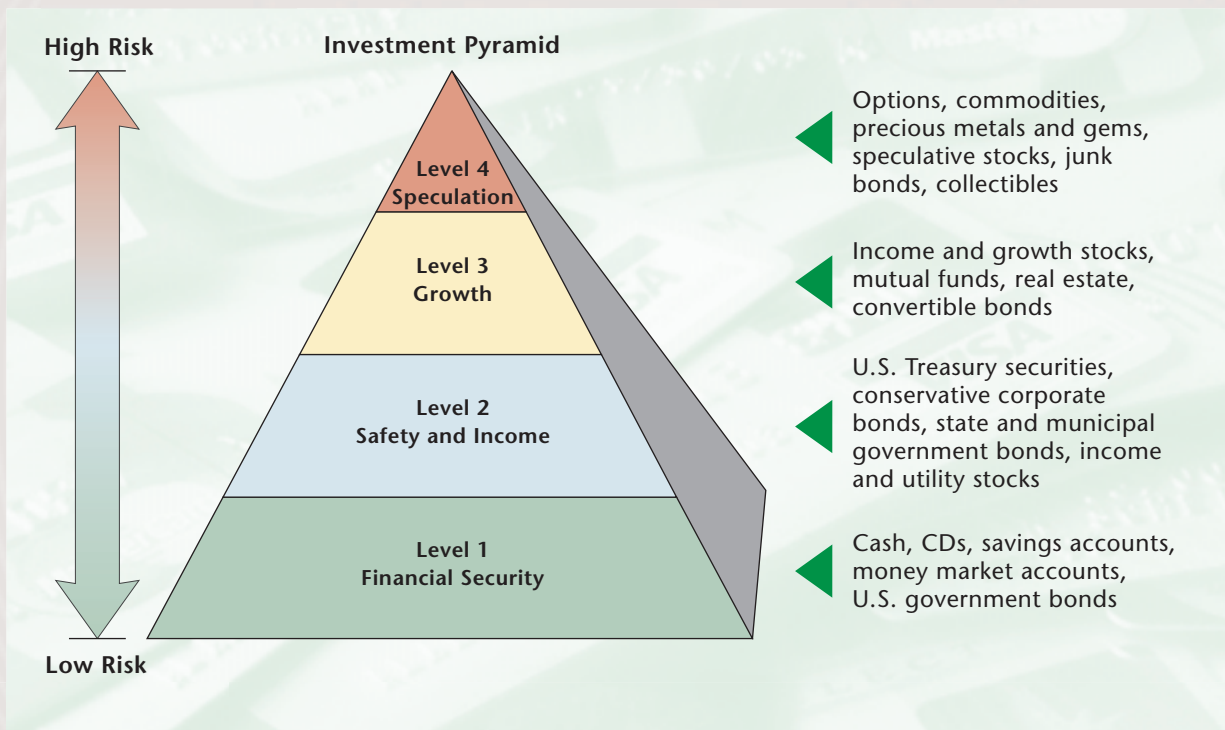 High Risk
Investment Pyramid
Level 4
Speculation
Options, commodities,
precious metals and gems,
speculative stocks, junk
bonds, collectibles
Level 3
Growth
Income and growth stocks,
mutual funds, real estate,
convertible bonds
Level 2
Safety and Income
U.S. Treasury securities,
conservative corporate
bonds, state and municipal
government bonds, income
and utility stocks
Level 1
Financial Security
Cash, CDs, savings accounts,
money market accounts,
U.S. government bonds
Low Risk
MasterCard
VISA
VISA